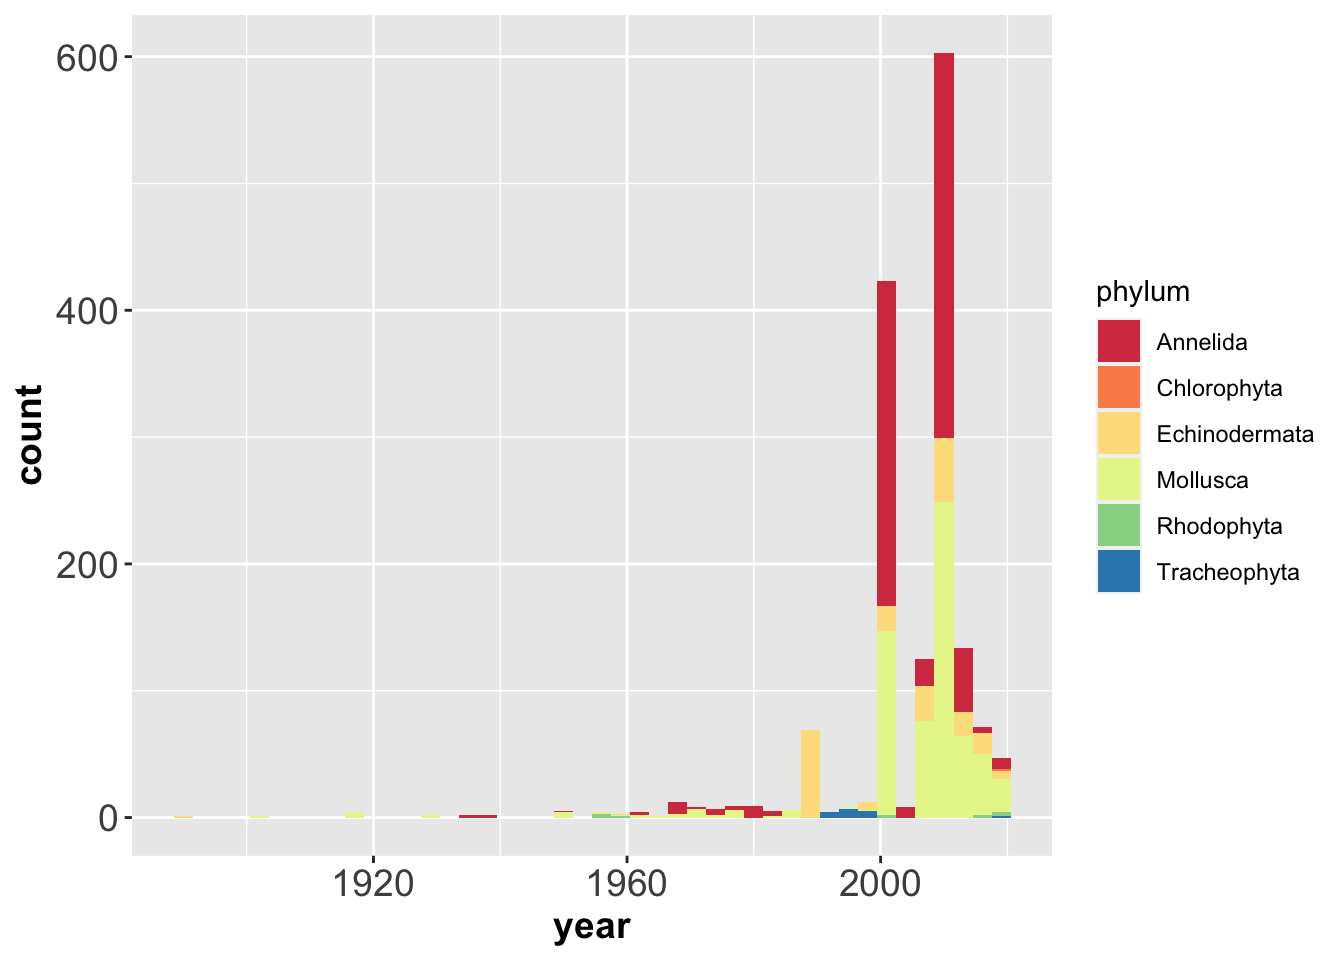 600
400
200
0
count
1920 1960 2000
year
phylum
Annelida
Chlorophyta
Echinodermata
Mollusca
Rhodophyta
Tracheophyta